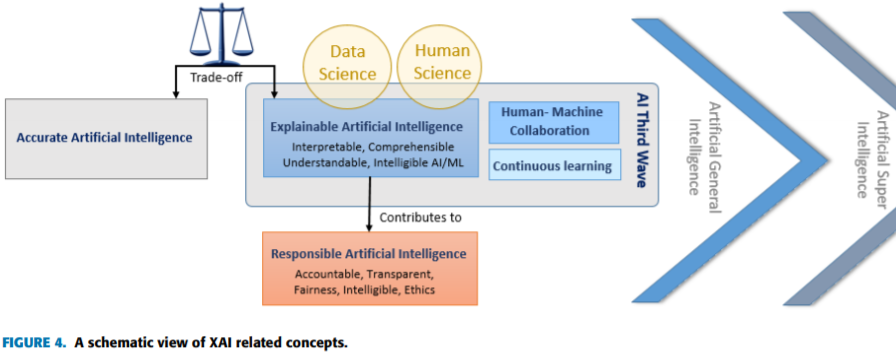 Data
Science
Human
Science
Trade-off
Accurate Artificial Intelligence
Explainable Artificial Intelligence
Interpretable, Comprehensible
Understandable, Intelligible AI/ML
Human- Machine
Collaboration
Continuous learning
AI Third Wave
Contributes to
Responsible Artificial Intelligence
Accountable, Transparent,
Fairness, Intelligible, Ethics
Artificial General
Intelligence
Artificial Super
Intelligence
FIGURE 4. A schematic view of XAI related concepts.